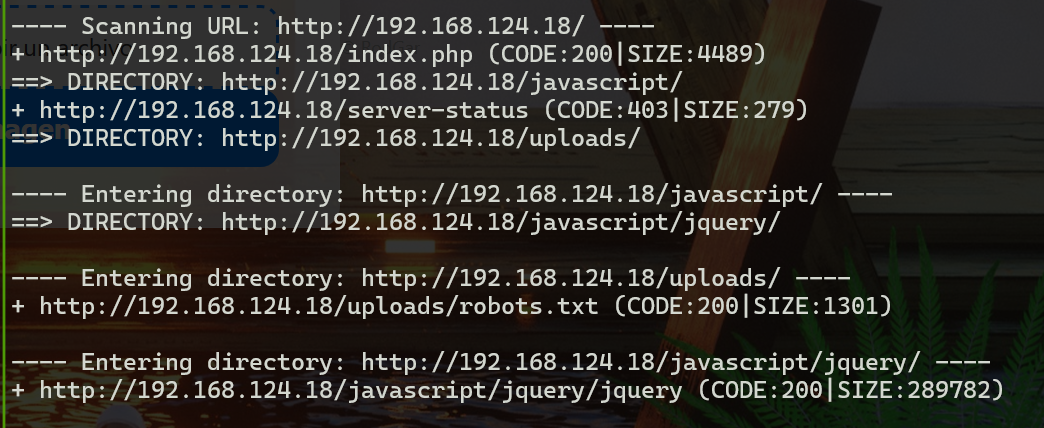 ---- Scanning URL: http://192.168.124.18/ ----
+ http://192.168.124.18/index.php (CODE:200|SIZE:4489)
==> DIRECTORY: http://192.168.124.18/javascript/
+ http://192.168.124.18/server-status (CODE:403|SIZE:279)
==> DIRECTORY: http://192.168.124.18/uploads/
---- Entering directory: http://192.168.124.18/javascript/ ----
==> DIRECTORY: http://192.168.124.18/javascript/jquery/
---- Entering directory: http://192.168.124.18/uploads/ ----
+ http://192.168.124.18/uploads/robots.txt (CODE:200|SIZE:1301)
---- Entering directory: http://192.168.124.18/javascript/jquery/ ----
+ http://192.168.124.18/javascript/jquery/jquery (CODE:200|SIZE:289782)